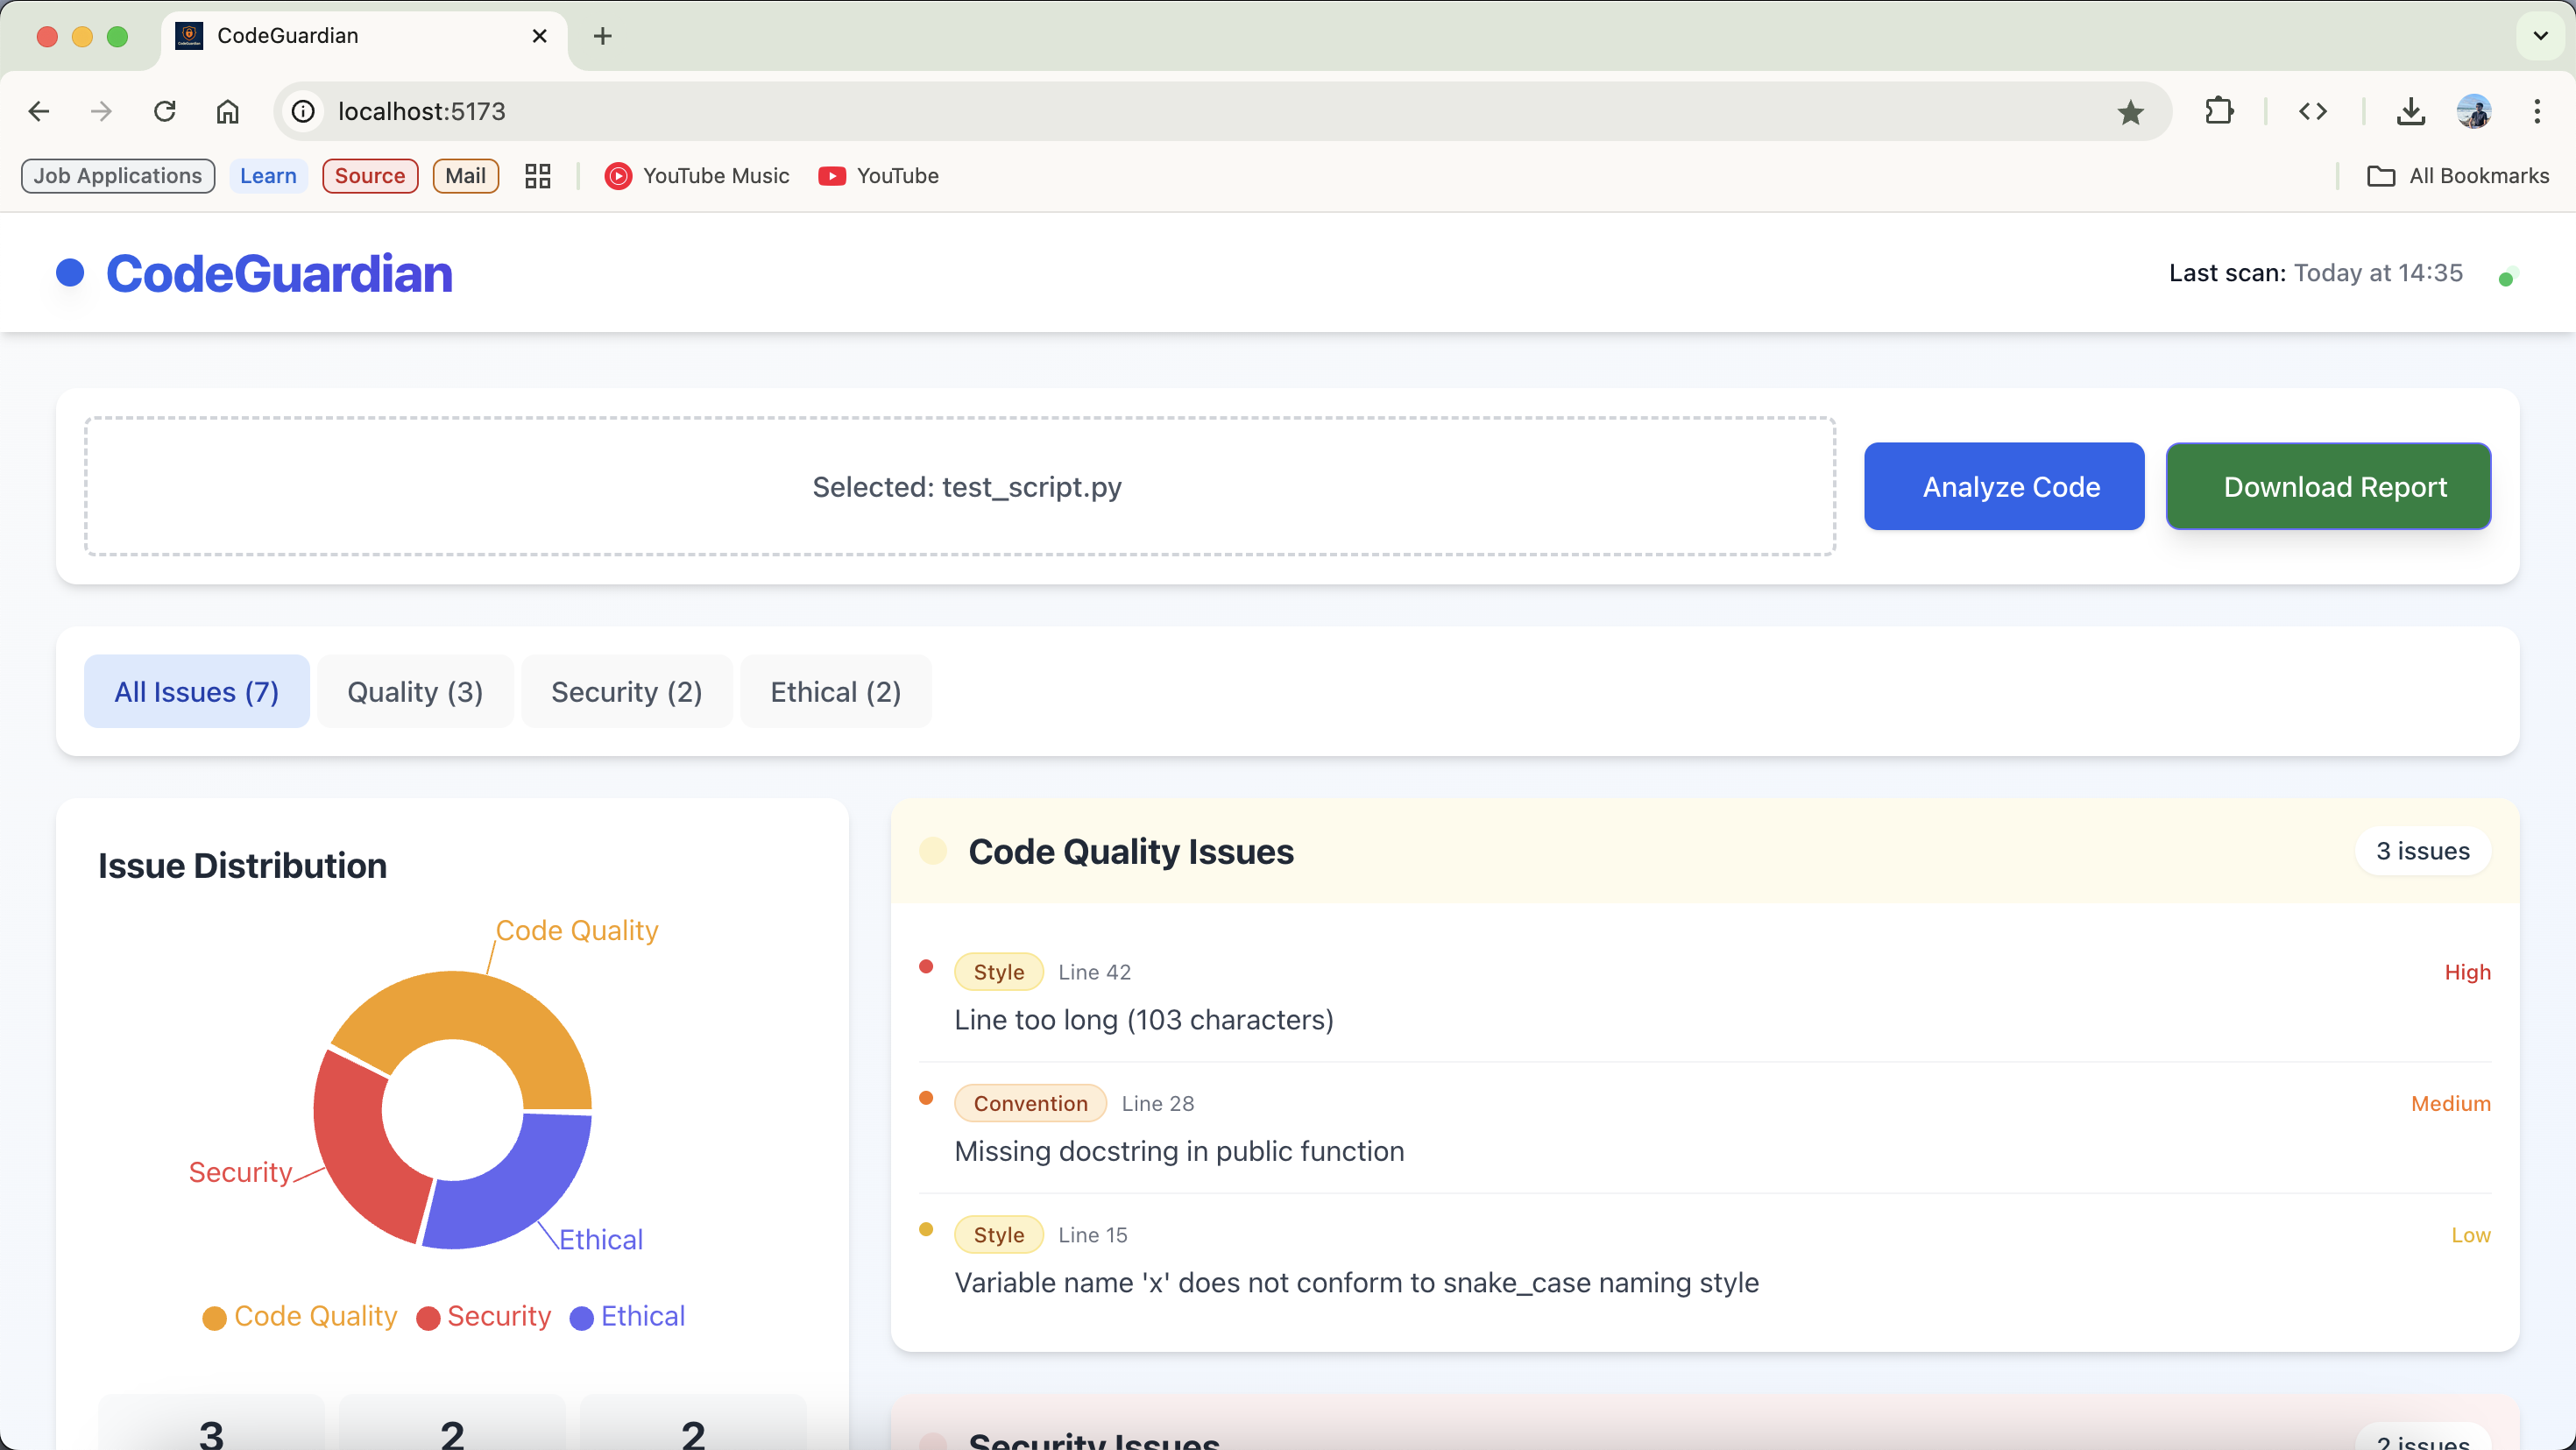 CodeGuardian
localhost:5173
Job Applications Learn Source Mail YouTube Music YouTube All Bookmarks
CodeGuardian Last scan: Today at 14:35
Selected: test_script.py Analyze Code Download Report
All Issues (7) Quality (3) Security (2) Ethical (2)
Issue Distribution
Code Quality
Security
Ethical
Code Quality Security Ethical
3 2 2
Code Quality Issues 3 issues
Style Line 42 High
Line too long (103 characters)
Convention Line 28 Medium
Missing docstring in public function
Style Line 15 Low
Variable name 'x' does not conform to snake_case naming style
Security Issues 2 issues